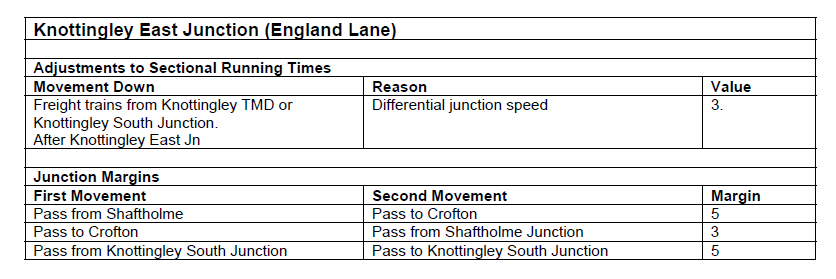 Knottingley East Junction (England Lane)
Adjustments to Sectional Running Times
Movement Down Reason Value
Freight trains from Knottingley TMD or Differential junction speed 3.
Knottingley South Junction.
After Knottingley East Jn
Junction Margins
First Movement Second Movement Margin
Pass from Shaftholme Pass to Crofton 5
Pass to Crofton Pass from Shaftholme Junction 3
Pass from Knottingley South Junction Pass to Knottingley South Junction 5